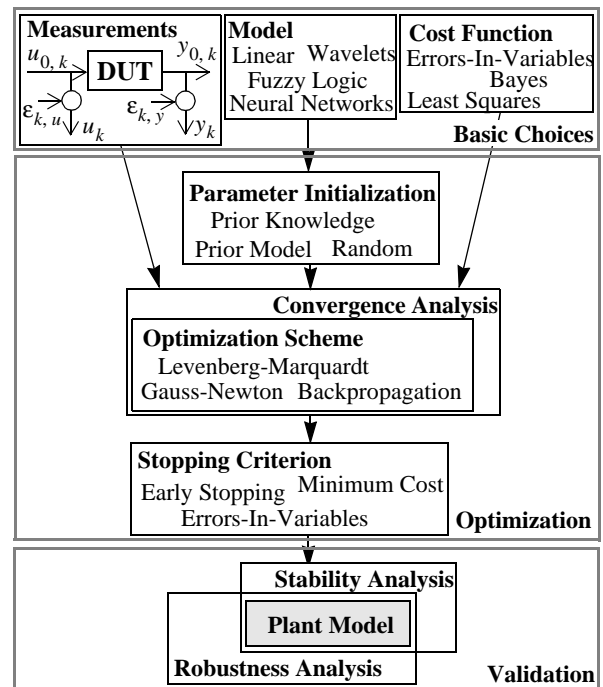 Measurements
u0, k
DUT
y0, k
εk, u
uk
εk, y
yk
Model
Linear Wavelets
Fuzzy Logic
Neural Networks
Cost Function
Errors-In-Variables
Bayes
Least Squares
Basic Choices
Parameter Initialization
Prior Knowledge
Prior Model Random
Convergence Analysis
Optimization Scheme
Levenberg-Marquardt
Gauss-Newton Backpropagation
Stopping Criterion
Early Stopping Minimum Cost
Errors-In-Variables
Optimization
Stability Analysis
Plant Model
Robustness Analysis
Validation